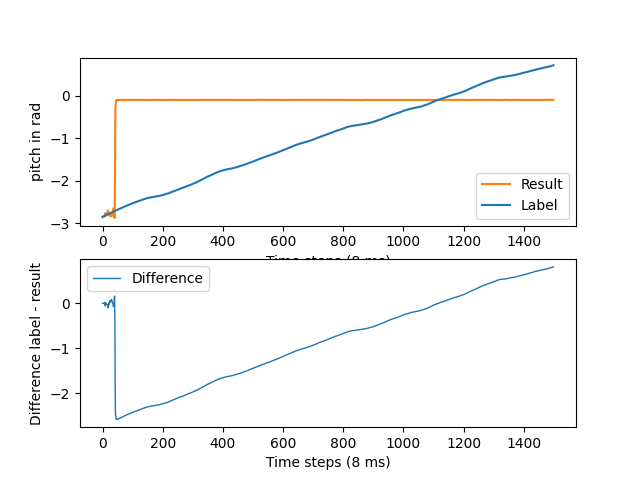 pitch in rad
0
−1
−2
−3
Result
Label
0 200 400 600 800 1000 1200 1400
Time steps (8 ms)
Difference label - result
0
−1
−2
Difference
0 200 400 600 800 1000 1200 1400
Time steps (8 ms)